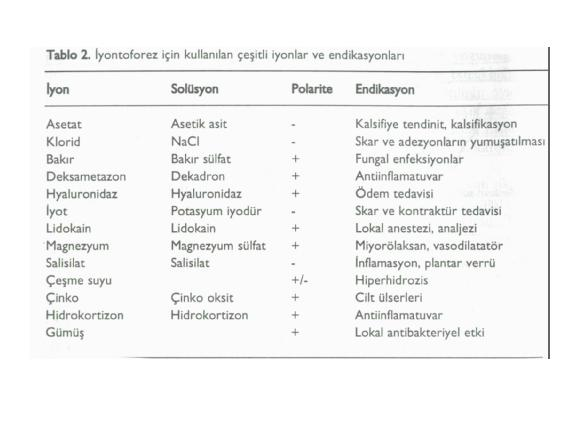 Tablo 2. İyontoforez için kullanılan çeşitli iyonlar ve endikasyonları
İyon Solüsyon Polarite Endikasyon
Asetat Asetik asit - Kalsifiye tendinit, kalsifikasyon
Klorid NaCl - Skar ve adezyonların yumuşatılması
Bakır Bakır sülfat + Fungal enfeksiyonlar
Deksametazon Dekadron + Antiinflamatuvar
Hyaluronidaz Hyaluronidaz + Ödem tedavisi
İyot Potasyum iyodür - Skar ve kontraktür tedavisi
Lidokain Lidokain + Lokal anestezi, analjezi
Magnezyum Magnezyum sülfat + Miyorölaksan, vasodilatatör
Salisilat Salisilat - İnflamasyon, plantar verrü
Çeşme suyu +/- Hiperhidrozis
Çinko Çinko oksit + Cilt ülserleri
Hidrokortizon Hidrokortizon + Antiinflamatuvar
Gümüş + Lokal antibakteriyel etki